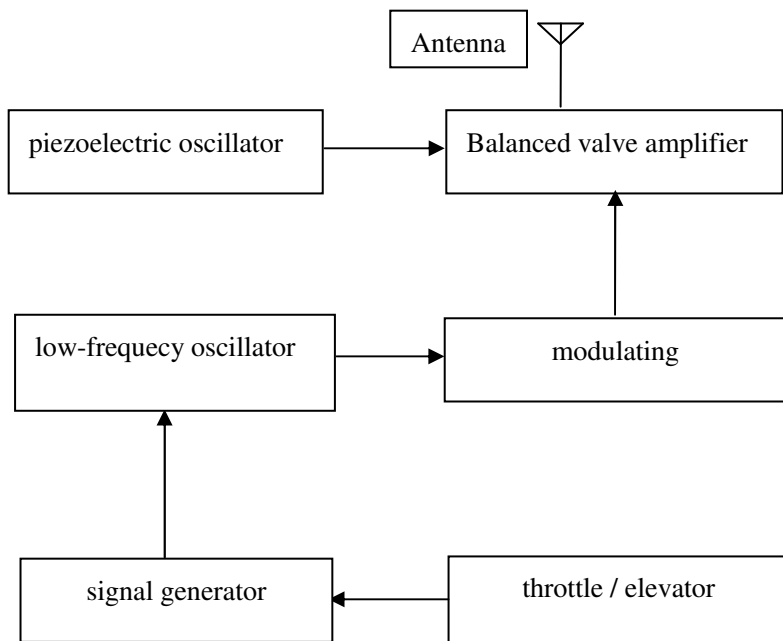 Antenna
piezoelectric oscillator
Balanced valve amplifier
low-frequecy oscillator
modulating
signal generator
throttle / elevator